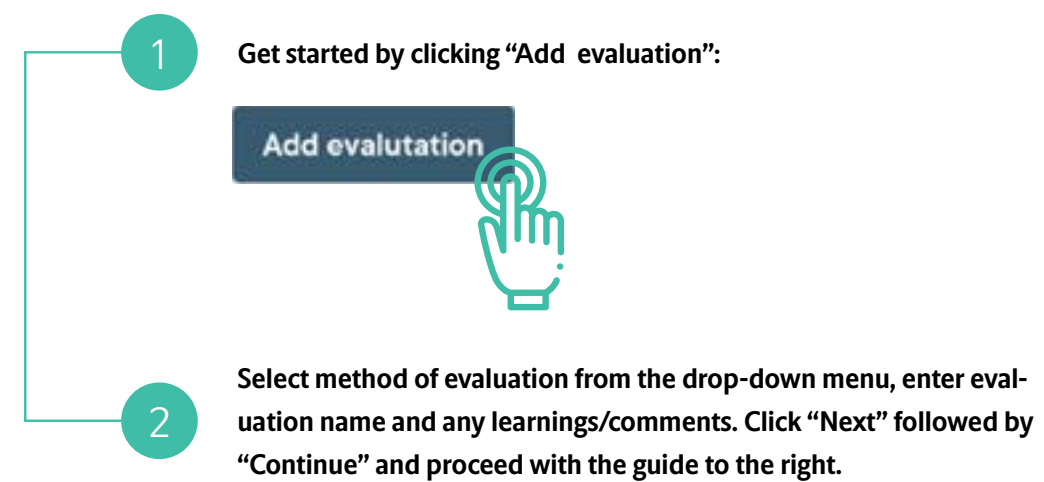 1
Get started by clicking “Add evaluation”:
Add evalutation
Select method of evaluation from the drop-down menu, enter eval-
2
uation name and any learnings/comments. Click “Next” followed by
“Continue” and proceed with the guide to the right.